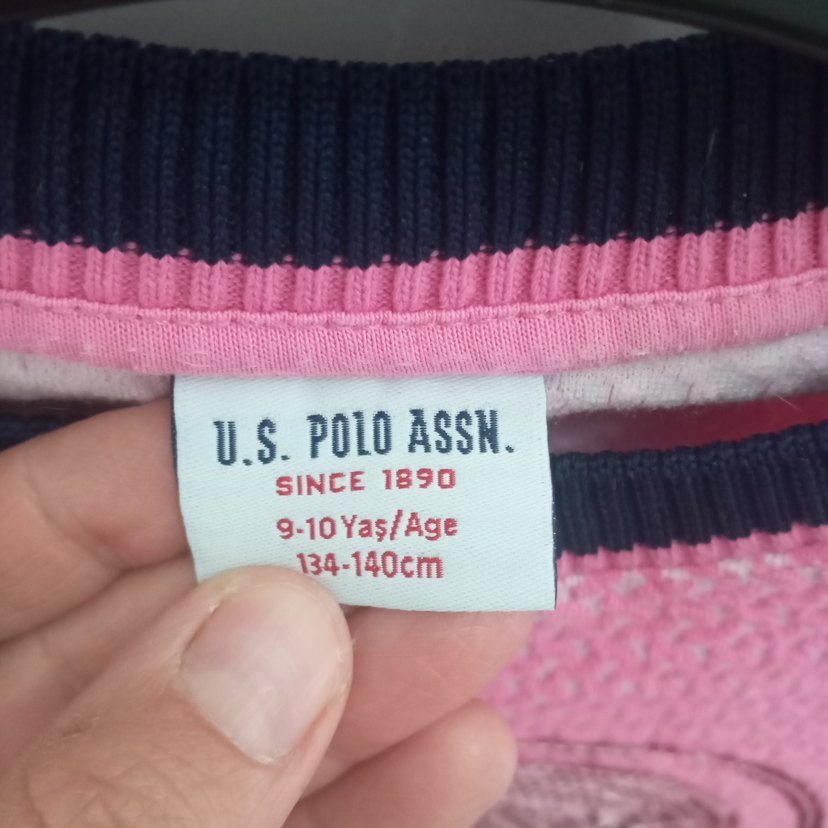 U.S. POLO ASSN.
SINCE 1890
9-10 Yaş/Age
134-140cm